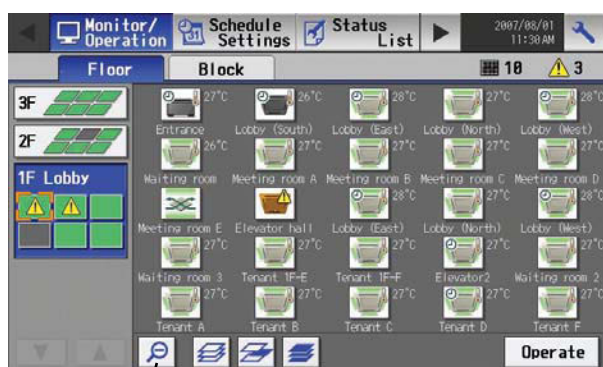 Monitor/
Operation
Schedule
Settings
Status
List
2007/08/01
11:38 AM
Floor
Block
18
3
3F
2F
1F Lobby
27°C 26°C 28°C 27°C 28°C
Entrance Lobby (South) Lobby (East) Lobby (North) Lobby (West)
26°C 27°C 27°C 27°C 27°C
Waiting room Meeting room A Meeting room B Meeting room C Meeting room D
28°C 27°C 28°C
Meeting room E Elevator hall Lobby (East) Lobby (North) Lobby (West)
27°C 27°C 27°C 27°C 27°C
Waiting room 3 Tenant 1F-E Tenant 1F-F Elevator2 Waiting room 2
27°C 27°C 27°C 27°C 27°C
Tenant A Tenant B Tenant C Tenant D Tenant F
Operate